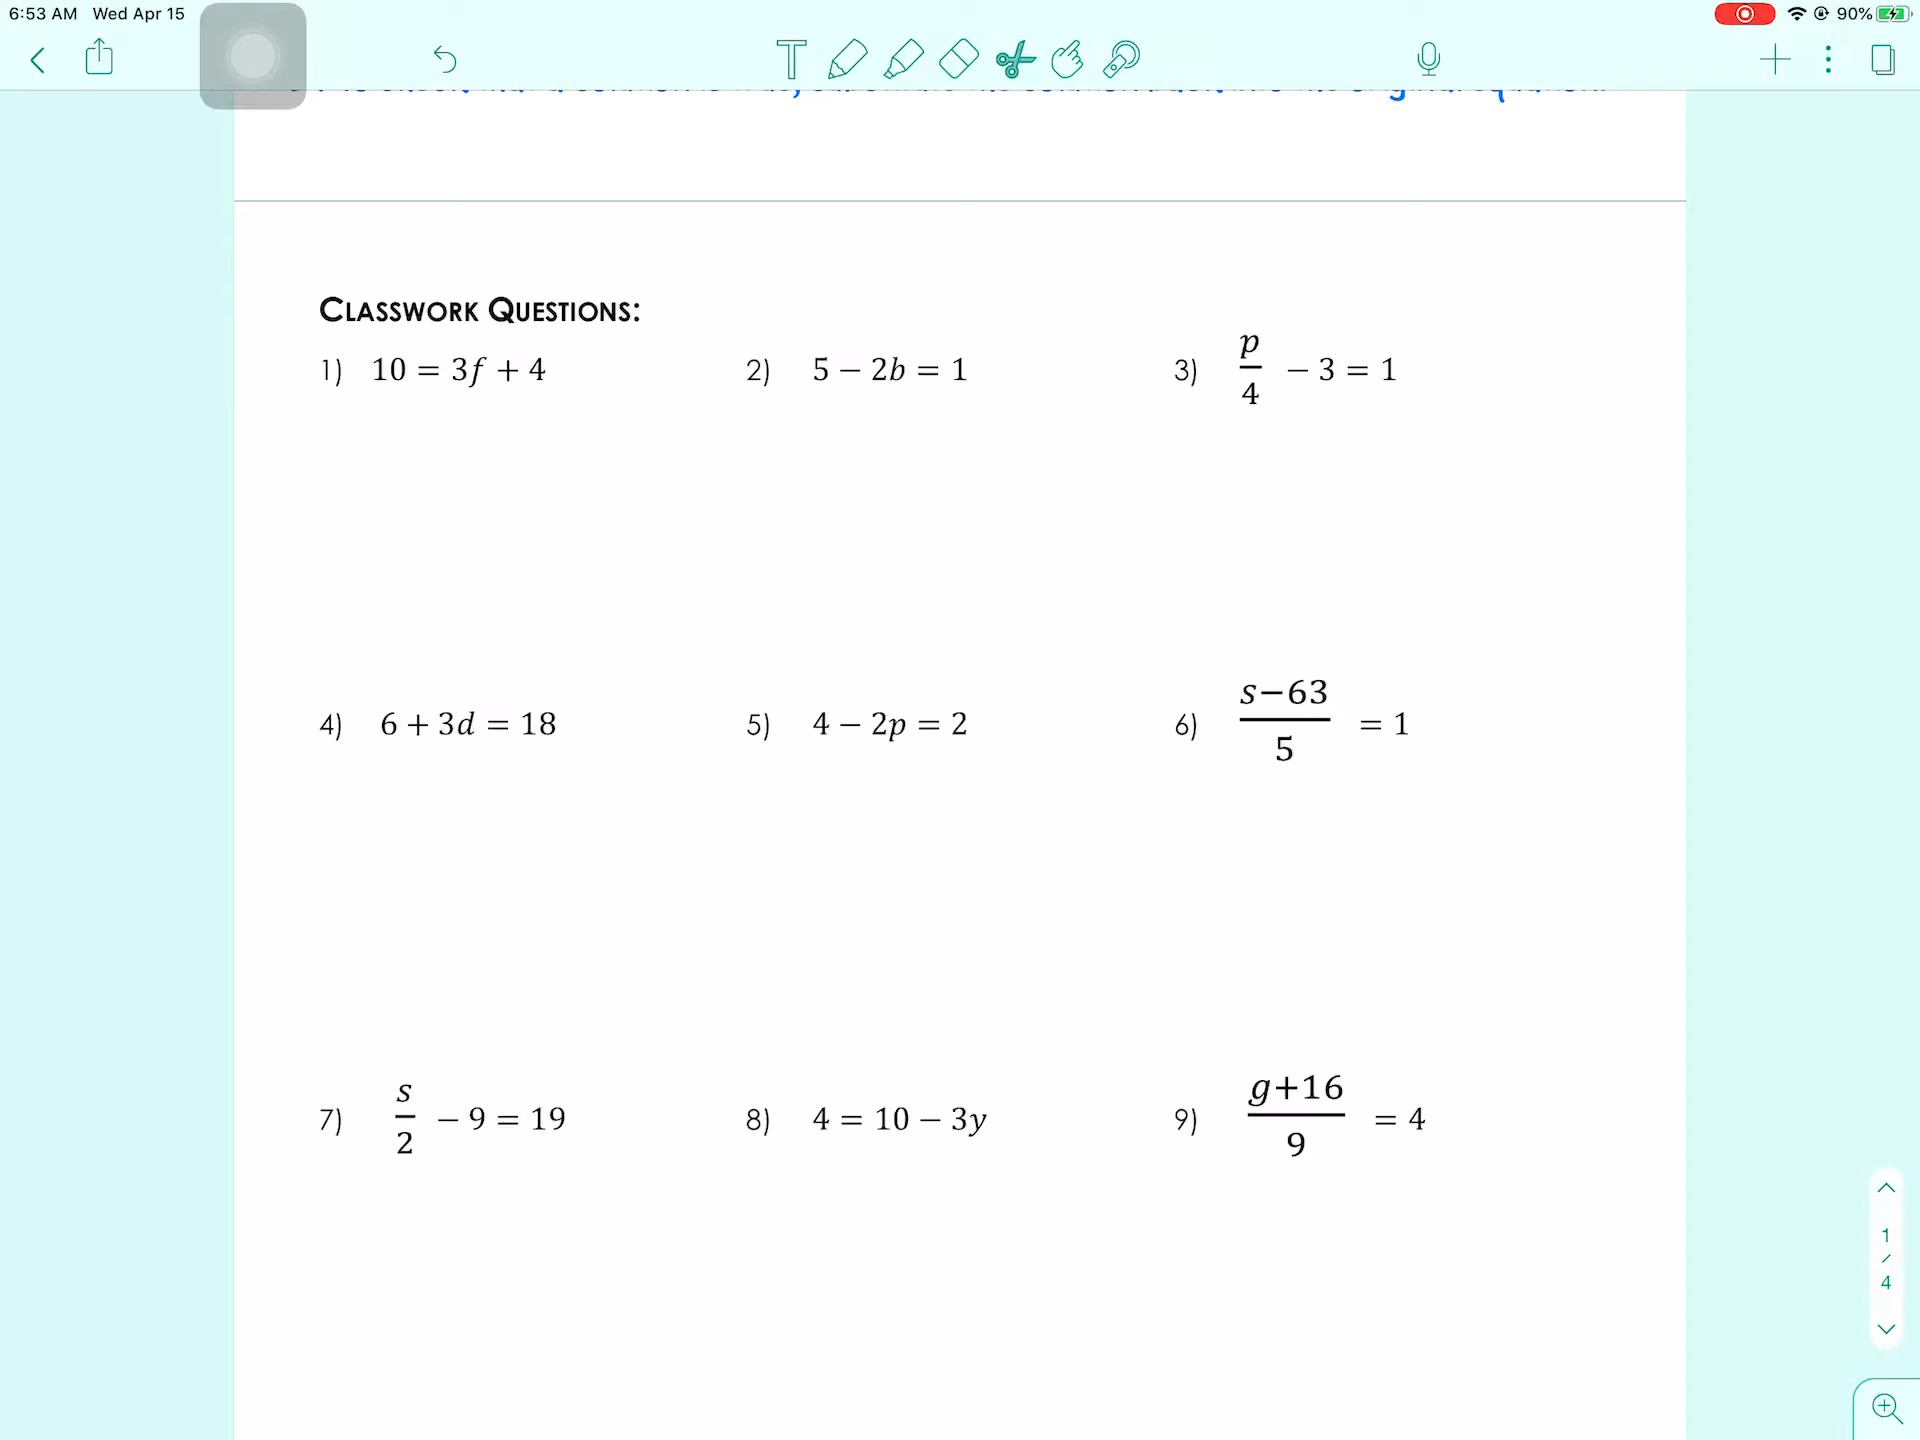 6:53 AM Wed Apr 15
90%
CLASSWORK QUESTIONS:
1) 10 = 3f + 4
2) 5 − 2b = 1
3) p/4 − 3 = 1
4) 6 + 3d = 18
5) 4 − 2p = 2
6) s−63/5 = 1
7) s/2 − 9 = 19
8) 4 = 10 − 3y
9) g+16/9 = 4
1
/
4